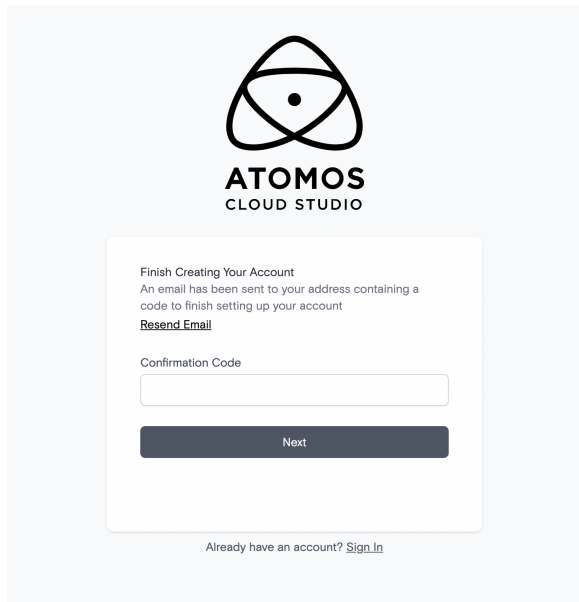 ATOMOS
CLOUD STUDIO
Finish Creating Your Account
An email has been sent to your address containing a
code to finish setting up your account
Resend Email
Confirmation Code
Next
Already have an account? Sign In